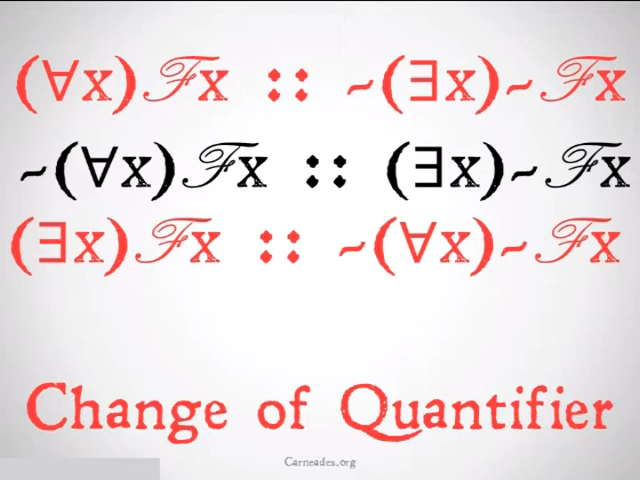 (∀x)ℱx :: ~(∃x)~ℱx
~(∀x)ℱx :: (∃x)~ℱx
(∃x)ℱx :: ~(∀x)~ℱx
Change of Quantifier
Carneades.org